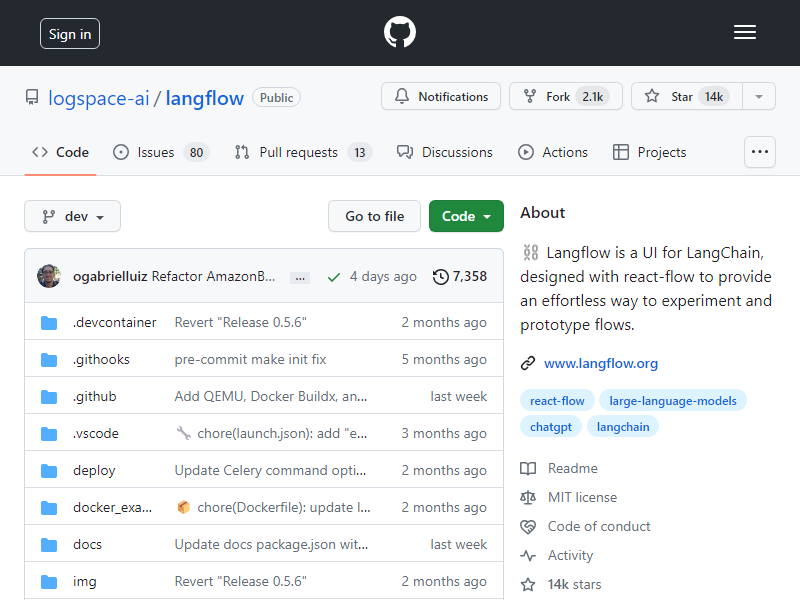 Sign in
logspace-ai / langflow Public
Notifications
Fork 2.1k
Star 14k
Code
Issues 80
Pull requests 13
Discussions
Actions
Projects
...
dev
Go to file
Code
ogabrielluiz Refactor AmazonB... ... 4 days ago 7,358
.devcontainer Revert "Release 0.5.6" 2 months ago
.githooks pre-commit make init fix 5 months ago
.github Add QEMU, Docker Buildx, an... last week
.vscode 🔧 chore(launch.json): add "e... 3 months ago
deploy Update Celery command opti... 2 months ago
docker_exa... 📦 chore(Dockerfile): update l... 2 months ago
docs Update docs package.json wit... last week
img Revert "Release 0.5.6" 2 months ago
About
⛓️ Langflow is a UI for LangChain,
designed with react-flow to provide
an effortless way to experiment and
prototype flows.
www.langflow.org
react-flow large-language-models
chatgpt langchain
Readme
MIT license
Code of conduct
Activity
14k stars